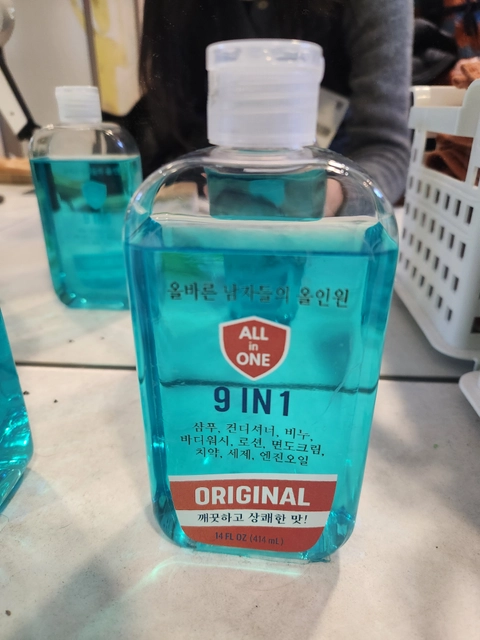 올바른 남자들의 올인원
ALL
in
ONE
9 IN 1
샴푸, 컨디셔너, 비누,
바디워시, 로션, 면도크림,
치약, 세제, 엔진오일
ORIGINAL
깨끗하고 상쾌한 맛!
14 FL OZ (414 mL)